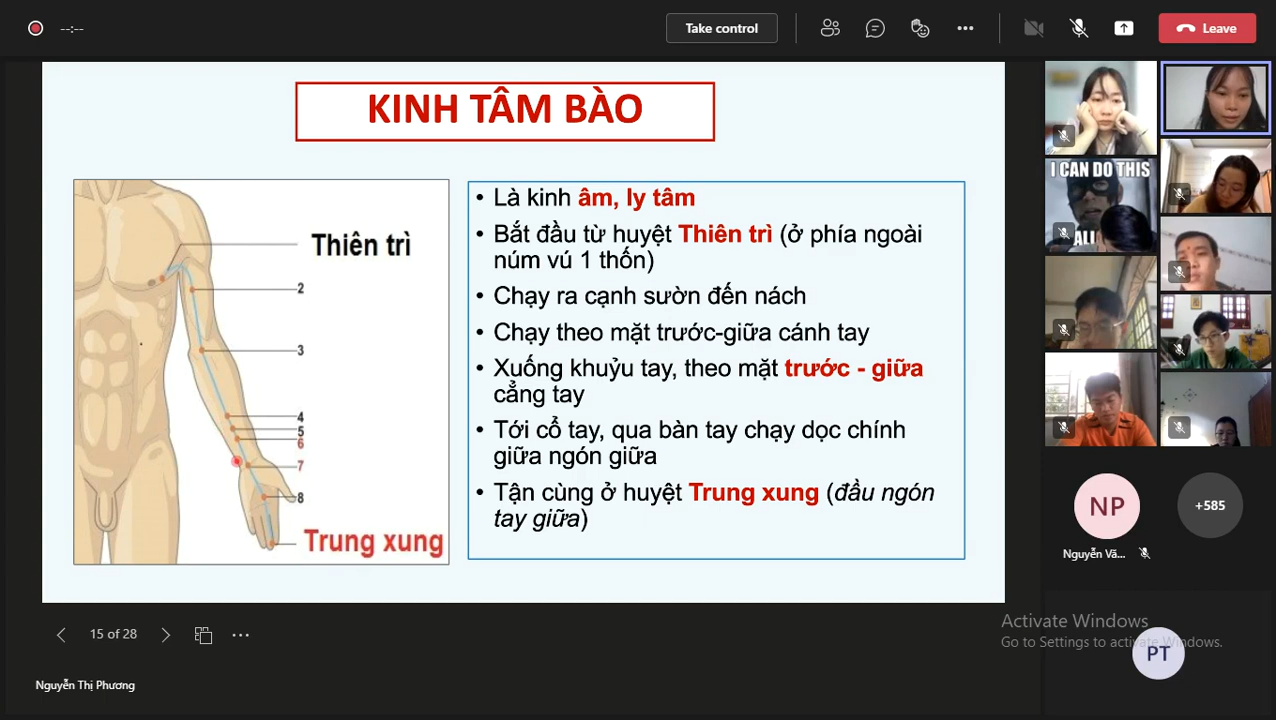 --:--
Take control
Leave
KINH TÂM BÀO
Thiên trì
2
3
4
5
6
7
8
Trung xung
• Là kinh âm, ly tâm
• Bắt đầu từ huyệt Thiên trì (ở phía ngoài
núm vú 1 thốn)
• Chạy ra cạnh sườn đến nách
• Chạy theo mặt trước-giữa cánh tay
• Xuống khuỷu tay, theo mặt trước - giữa
cẳng tay
• Tới cổ tay, qua bàn tay chạy dọc chính
giữa ngón giữa
• Tận cùng ở huyệt Trung xung (đầu ngón
tay giữa)
I CAN DO THIS
ALL
NP
+585
Nguyễn Vă...
Activate Windows
Go to Settings to activate Windows.
PT
15 of 28
Nguyễn Thị Phương